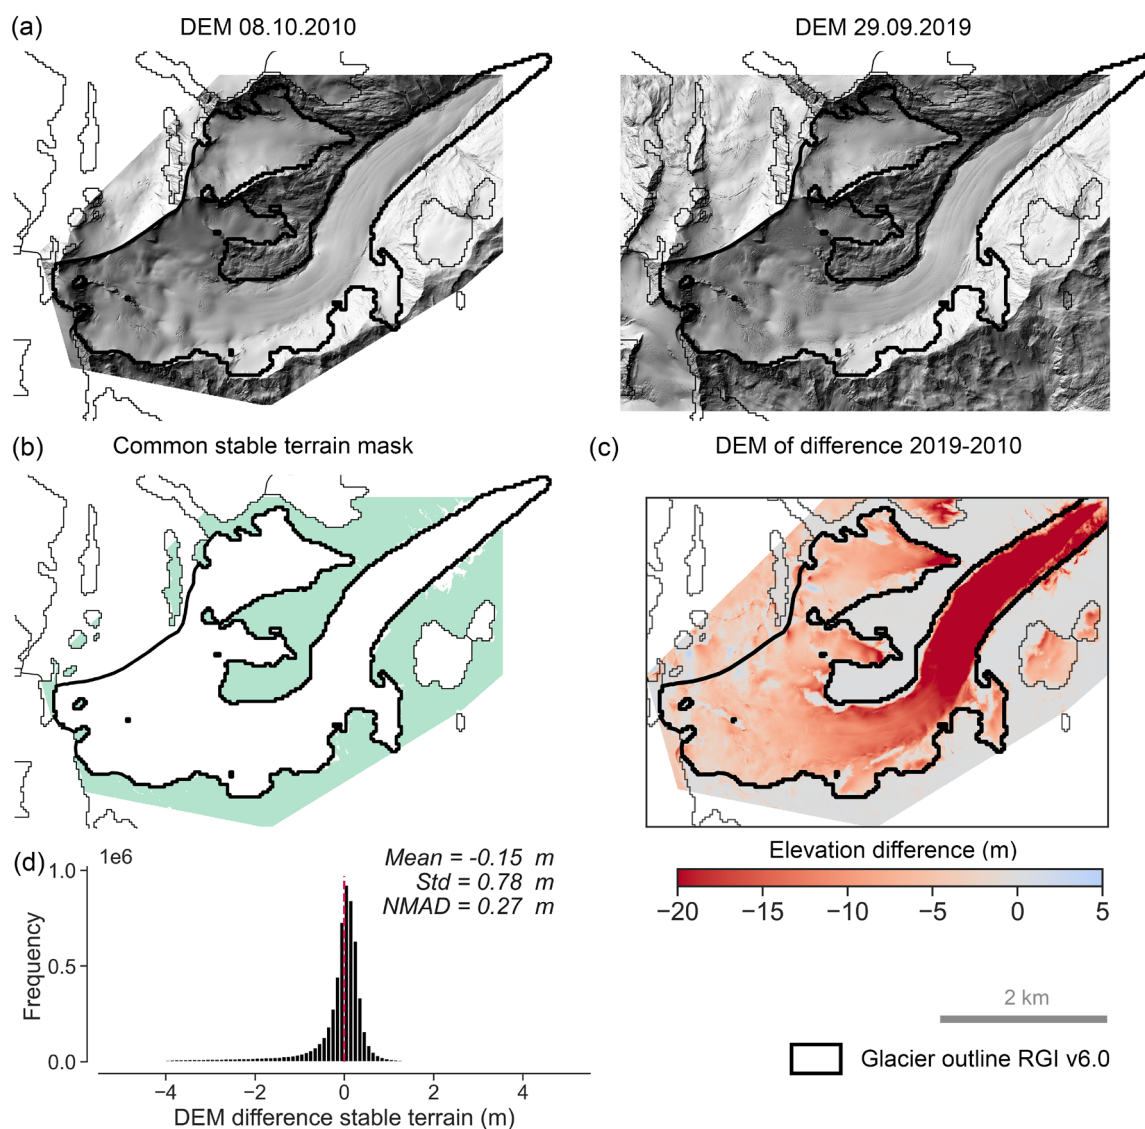 (a)
DEM 08.10.2010
DEM 29.09.2019
(b)
Common stable terrain mask
(c)
DEM of difference 2019-2010
(d)
1e6
Mean = -0.15 m
Std = 0.78 m
NMAD = 0.27 m
1.0
0.5
0.0
Frequency
−4
−2
0
2
4
DEM difference stable terrain (m)
Elevation difference (m)
−20
−15
−10
−5
0
5
2 km
Glacier outline RGI v6.0